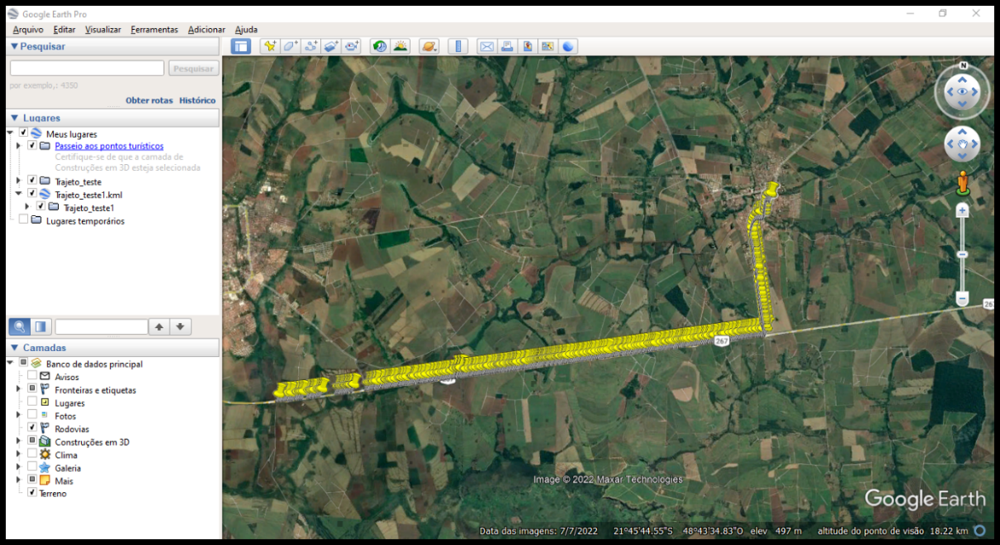 Google Earth Pro
Arquivo Editar Visualizar Ferramentas Adicionar Ajuda
Pesquisar
Pesquisar
por exemplo,: 4350
Obter rotas Histórico
Lugares
Meus lugares
Passeio aos pontos turísticos
Certifique-se de que a camada de
Construções em 3D esteja selecionada
Trajeto_teste
Trajeto_teste1.kml
Trajeto_teste1
Lugares temporários
Camadas
Banco de dados principal
Avisos
Fronteiras e etiquetas
Lugares
Fotos
Rodovias
Construções em 3D
Clima
Galeria
Mais
Terreno
N
267
Image © 2022 Maxar Technologies
Google Earth
Data das imagens: 7/7/2022 21°45'44.55"S 48°43'34.83"O elev 497 m altitude do ponto de visão 18.22 km